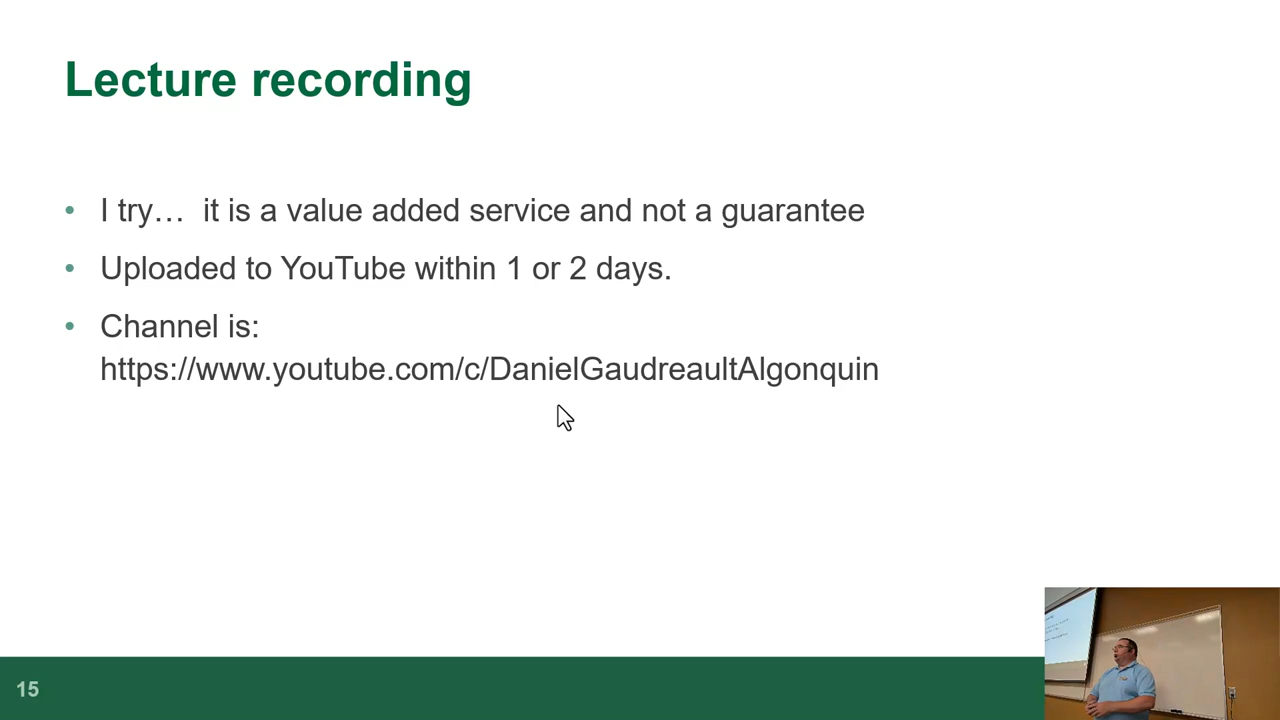 Lecture recording
• I try… it is a value added service and not a guarantee
• Uploaded to YouTube within 1 or 2 days.
• Channel is:
https://www.youtube.com/c/DanielGaudreaultAlgonquin
15